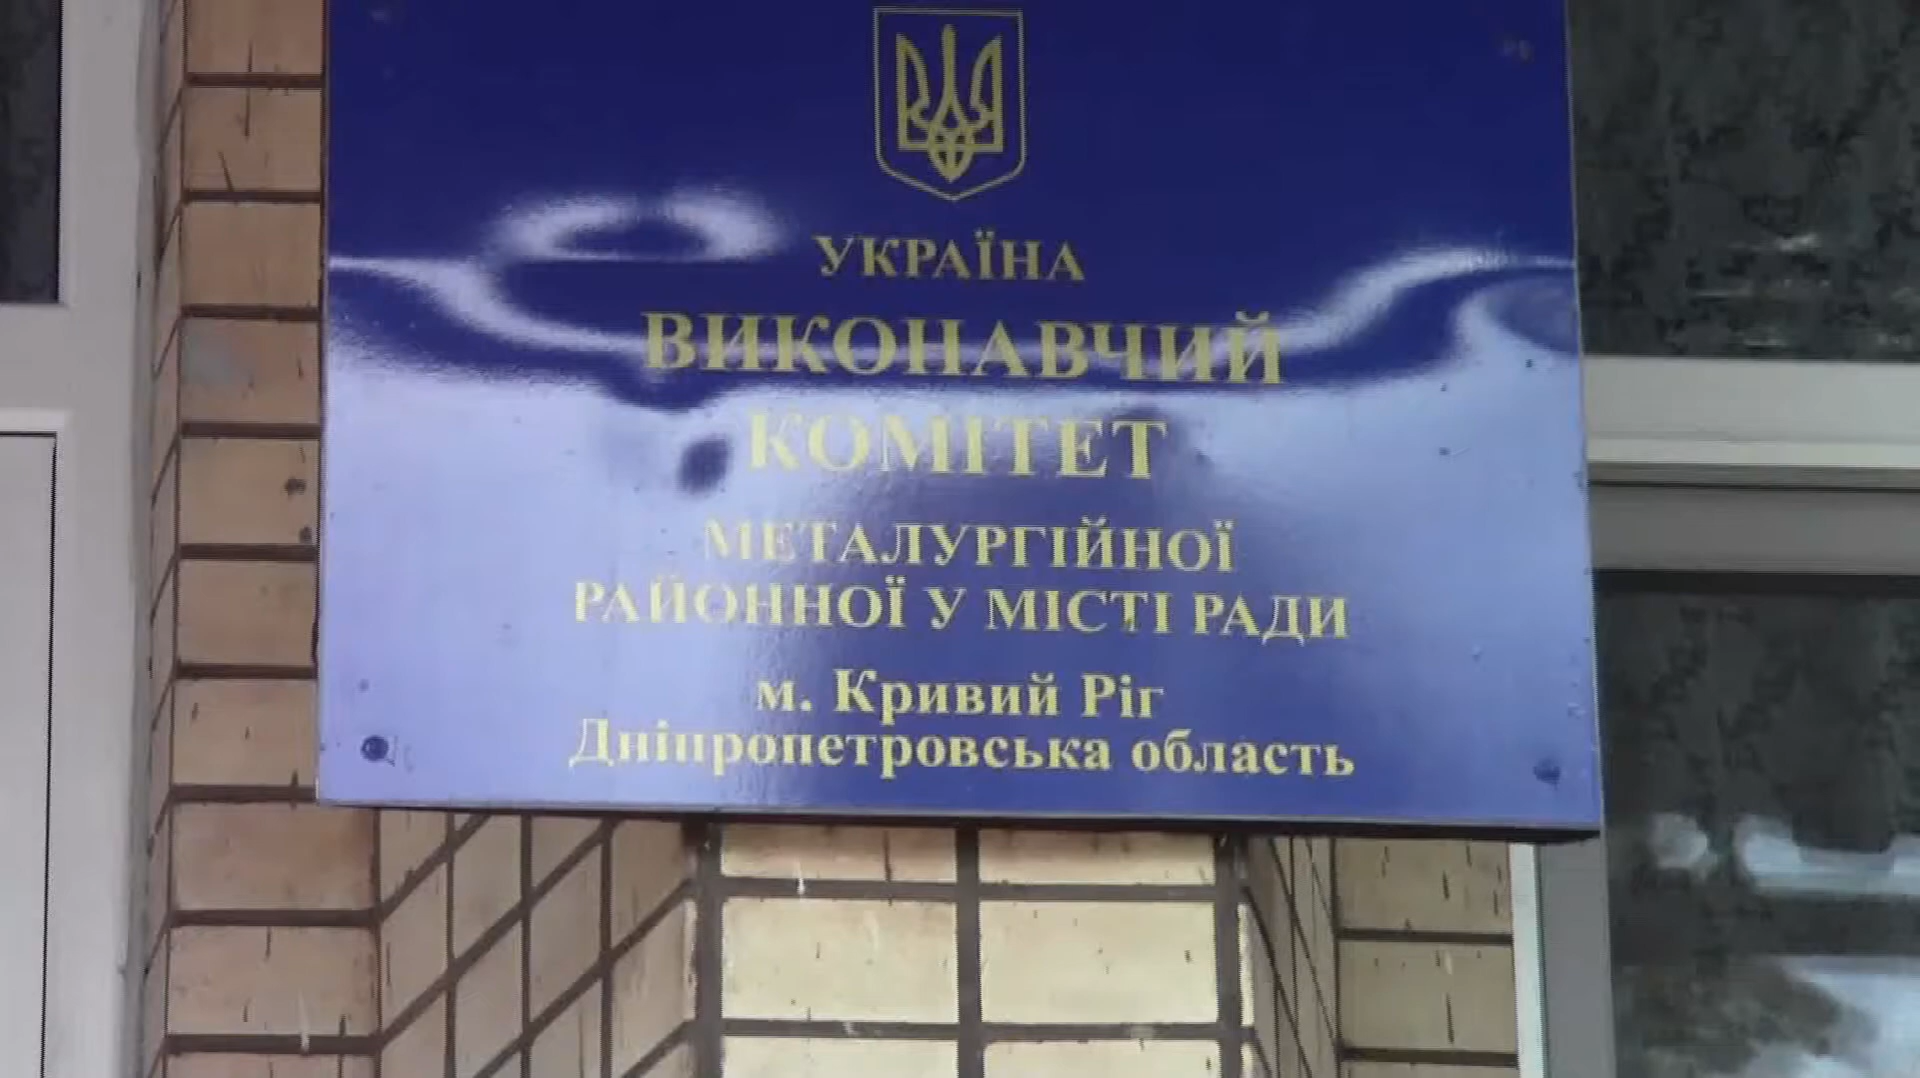 УКРАЇНА
ВИКОНАВЧИЙ
КОМІТЕТ
МЕТАЛУРГІЙНОЇ
РАЙОННОЇ У МІСТІ РАДИ
м. Кривий Ріг
Дніпропетровська область